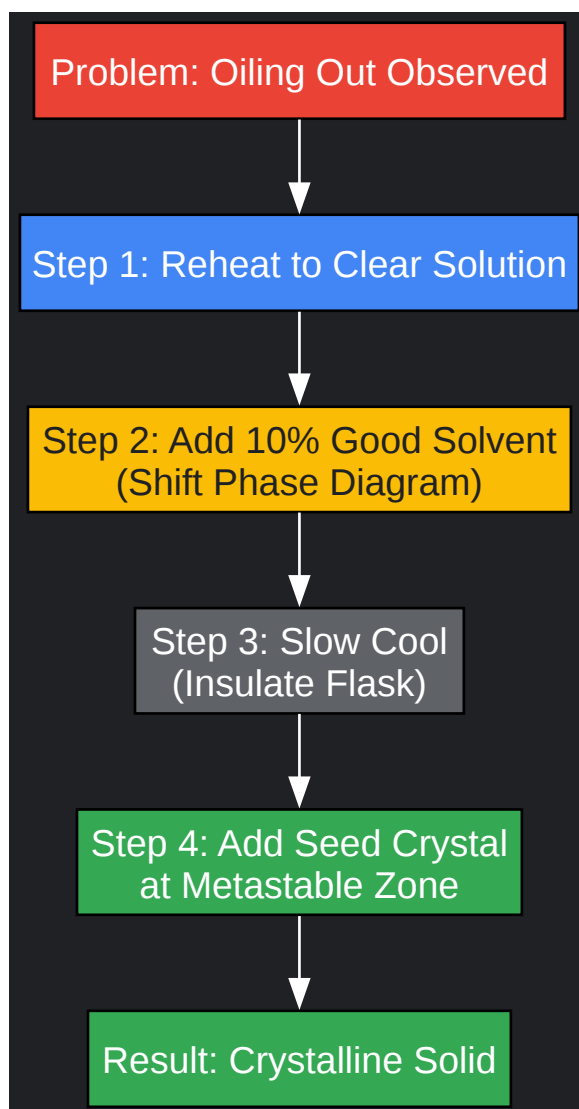 Problem: Oiling Out Observed
Step 1: Reheat to Clear Solution
Step 2: Add 10% Good Solvent
(Shift Phase Diagram)
Step 3: Slow Cool
(Insulate Flask)
Step 4: Add Seed Crystal
at Metastable Zone
Result: Crystalline Solid